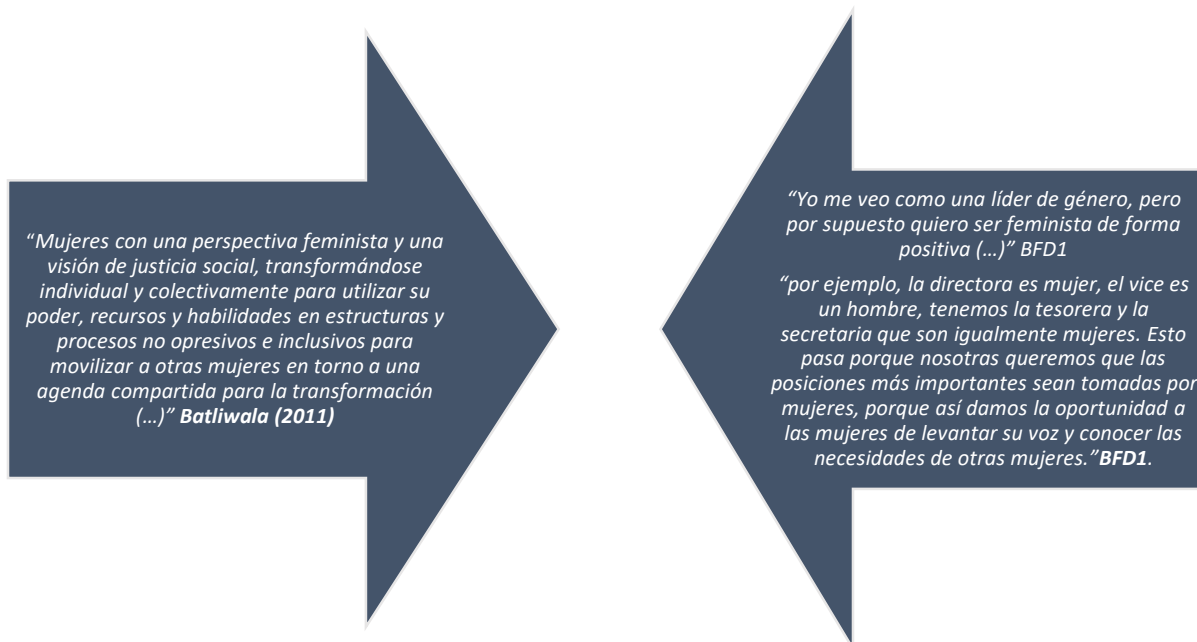 “Mujeres con una perspectiva feminista y una
visión de justicia social, transformándose
individual y colectivamente para utilizar su
poder, recursos y habilidades en estructuras y
procesos no opresivos e inclusivos para
movilizar a otras mujeres en torno a una
agenda compartida para la transformación
(...)” Batliwala (2011)
“Yo me veo como una líder de género, pero
por supuesto quiero ser feminista de forma
positiva (...)” BFD1
“por ejemplo, la directora es mujer, el vice es
un hombre, tenemos la tesorera y la
secretaria que son igualmente mujeres. Esto
pasa porque nosotras queremos que las
posiciones más importantes sean tomadas por
mujeres, porque así damos la oportunidad a
las mujeres de levantar su voz y conocer las
necesidades de otras mujeres.”BFD1.